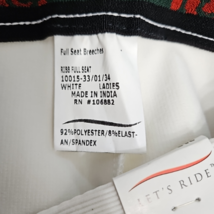 Full Seat Breeches
RIBB FULL SEAT
10015-33/01/34
WHITE LADIES
MADE IN INDIA
RN #106882
92%POLYESTER/8%ELAST-
AN/SPANDEX
LET'S RIDE